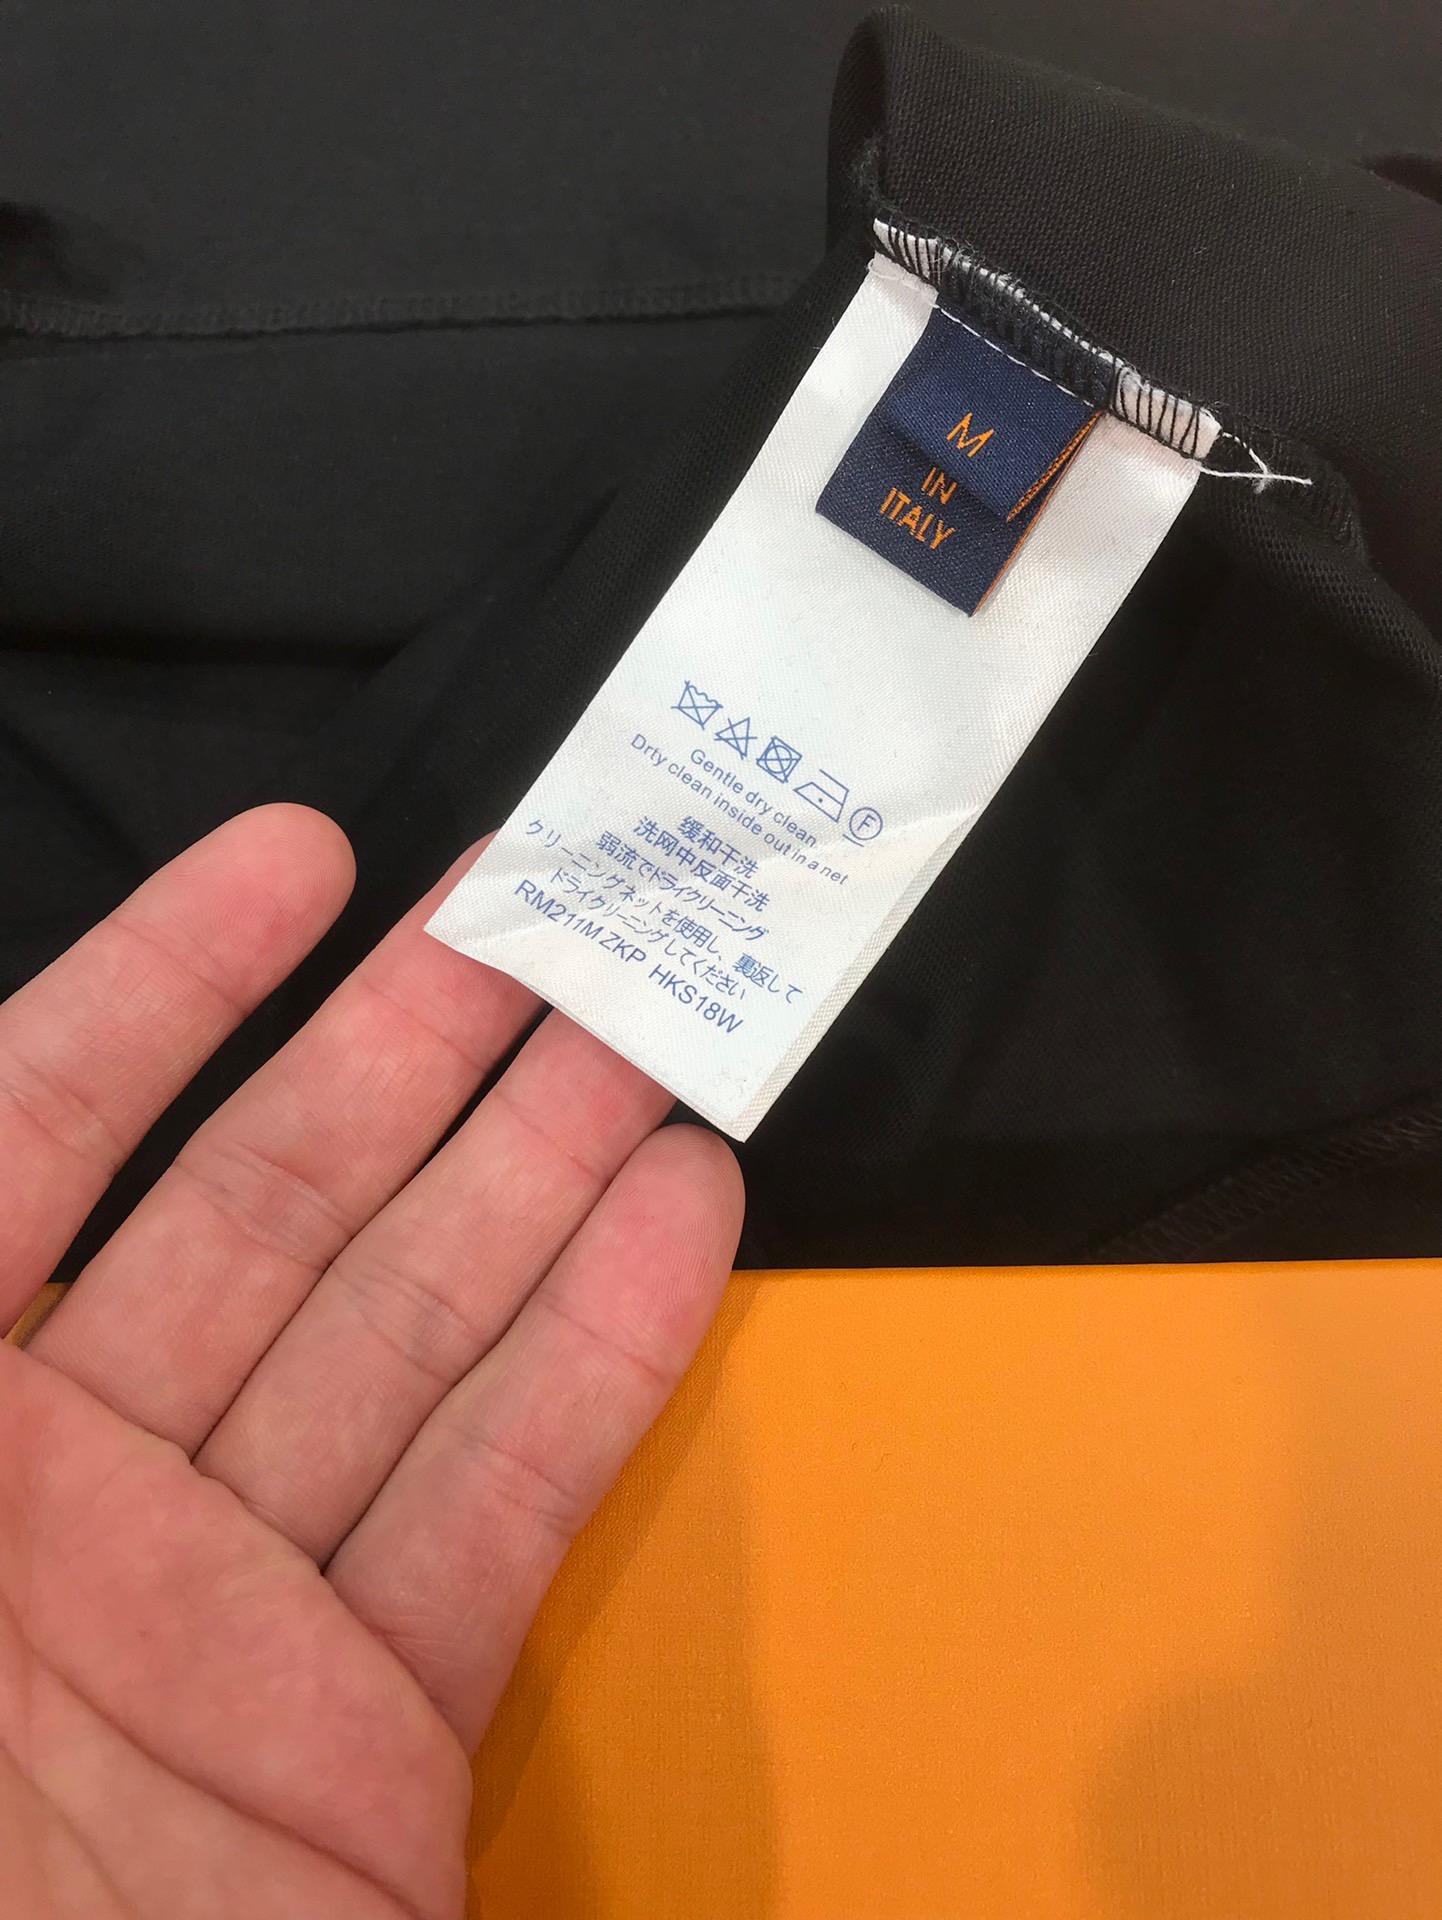 M
IN
ITALY
F
Gentle dry clean
Drty clean inside out in a net
缓和干洗
洗网中反面干洗
弱流でドライクリーニング
クリーニングネットを使用し、裏返して
ドライクリーニングしてください
RM211M ZKP HKS18W